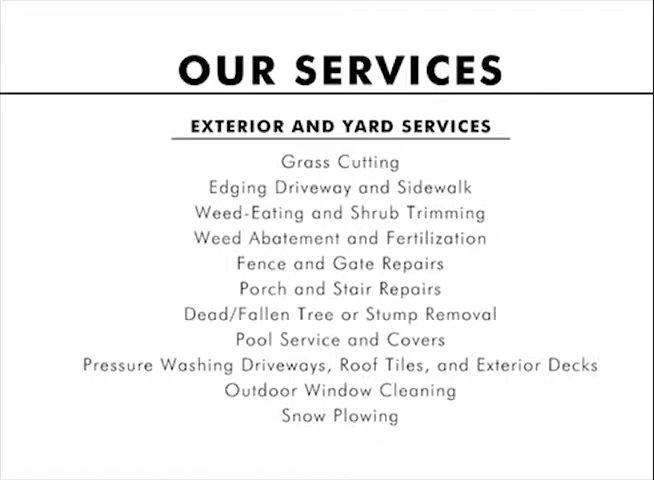 OUR SERVICES
EXTERIOR AND YARD SERVICES
Grass Cutting
Edging Driveway and Sidewalk
Weed-Eating and Shrub Trimming
Weed Abatement and Fertilization
Fence and Gate Repairs
Porch and Stair Repairs
Dead/Fallen Tree or Stump Removal
Pool Service and Covers
Pressure Washing Driveways, Roof Tiles, and Exterior Decks
Outdoor Window Cleaning
Snow Plowing